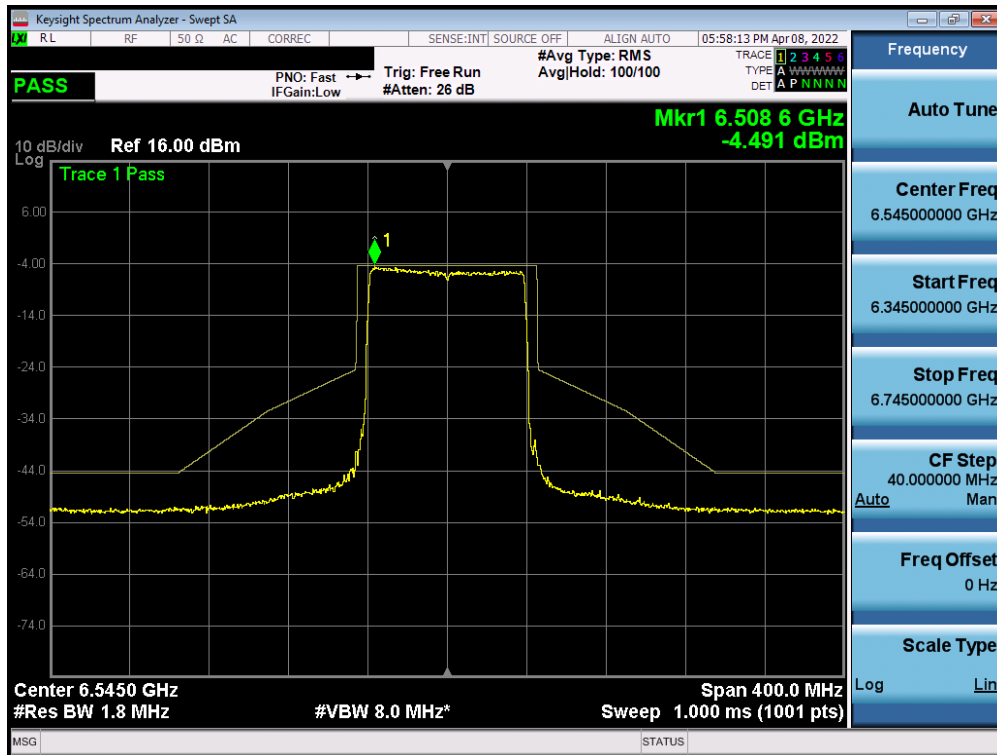 Keysight Spectrum Analyzer - Swept SA
LXI RL RF 50 Ω AC CORREC SENSE:INT SOURCE OFF ALIGN AUTO 05:58:13 PM Apr 08, 2022
PASS
PNO: Fast
IFGain:Low
Trig: Free Run
#Atten: 26 dB
#Avg Type: RMS
Avg|Hold: 100/100
TRACE 1 2 3 4 5 6
TYPE A WWWWW
DET A P N N N N
Mkr1 6.508 6 GHz
-4.491 dBm
10 dB/div Ref 16.00 dBm
Log
Trace 1 Pass
1
6.00
-4.00
-14.0
-24.0
-34.0
-44.0
-54.0
-64.0
-74.0
Center 6.5450 GHz Span 400.0 MHz
#Res BW 1.8 MHz #VBW 8.0 MHz* Sweep 1.000 ms (1001 pts)
MSG STATUS
Frequency
Auto Tune
Center Freq
6.545000000 GHz
Start Freq
6.345000000 GHz
Stop Freq
6.745000000 GHz
CF Step
40.000000 MHz
Auto Man
Freq Offset
0 Hz
Scale Type
Log Lin